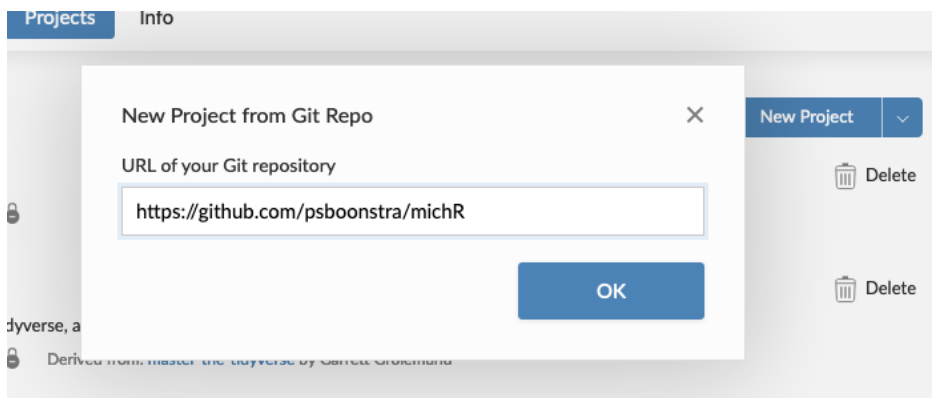 Projects Info
New Project from Git Repo
New Project
URL of your Git repository
Delete
https://github.com/psboonstra/michR
OK
Delete
dyverse, a
Derived from: master-the-tidyverse by Garrett Grolemund